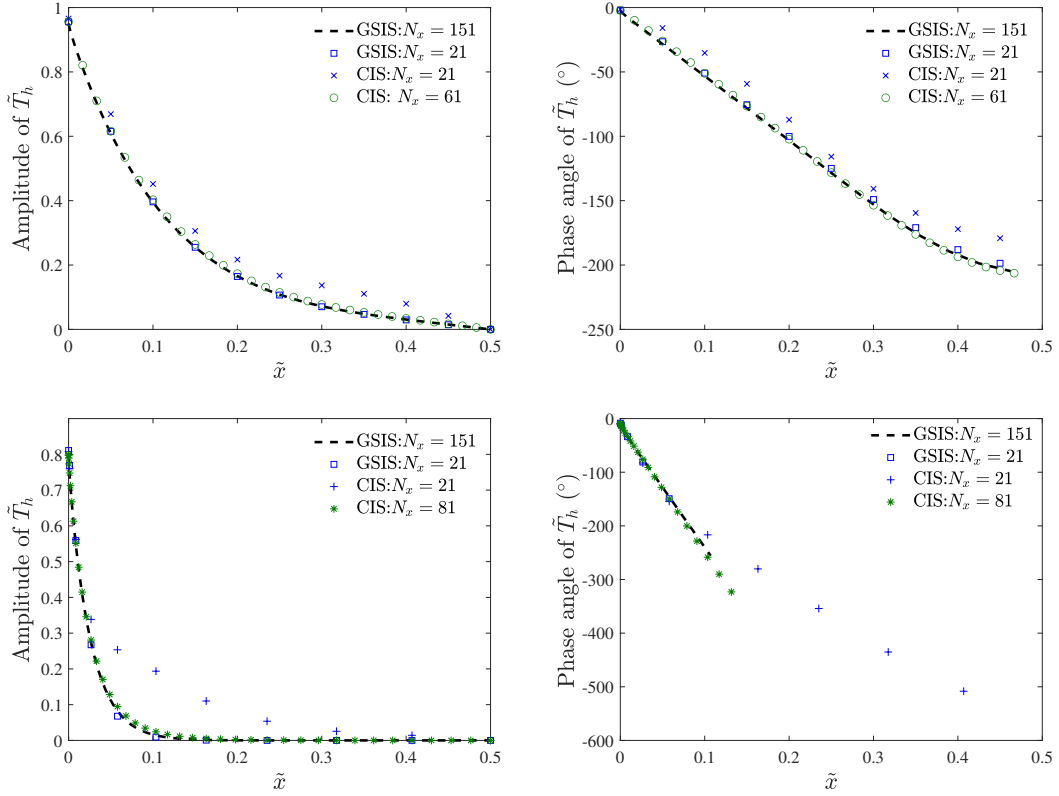 GSIS:N_x = 151
GSIS:N_x = 21
CIS:N_x = 21
CIS: N_x = 61
Amplitude of T̃_h
1
0.8
0.6
0.4
0.2
0
0 0.1 0.2 0.3 0.4 0.5
x̃
GSIS:N_x = 151
GSIS:N_x = 21
CIS:N_x = 21
CIS:N_x = 61
Phase angle of T̃_h (°)
0
-50
-100
-150
-200
-250
0 0.1 0.2 0.3 0.4 0.5
x̃
GSIS:N_x = 151
GSIS:N_x = 21
CIS:N_x = 21
CIS:N_x = 81
Amplitude of T̃_h
0.8
0.7
0.6
0.5
0.4
0.3
0.2
0.1
0
0 0.1 0.2 0.3 0.4 0.5
x̃
GSIS:N_x = 151
GSIS:N_x = 21
CIS:N_x = 21
CIS:N_x = 81
Phase angle of T̃_h (°)
0
-100
-200
-300
-400
-500
-600
0 0.1 0.2 0.3 0.4 0.5
x̃